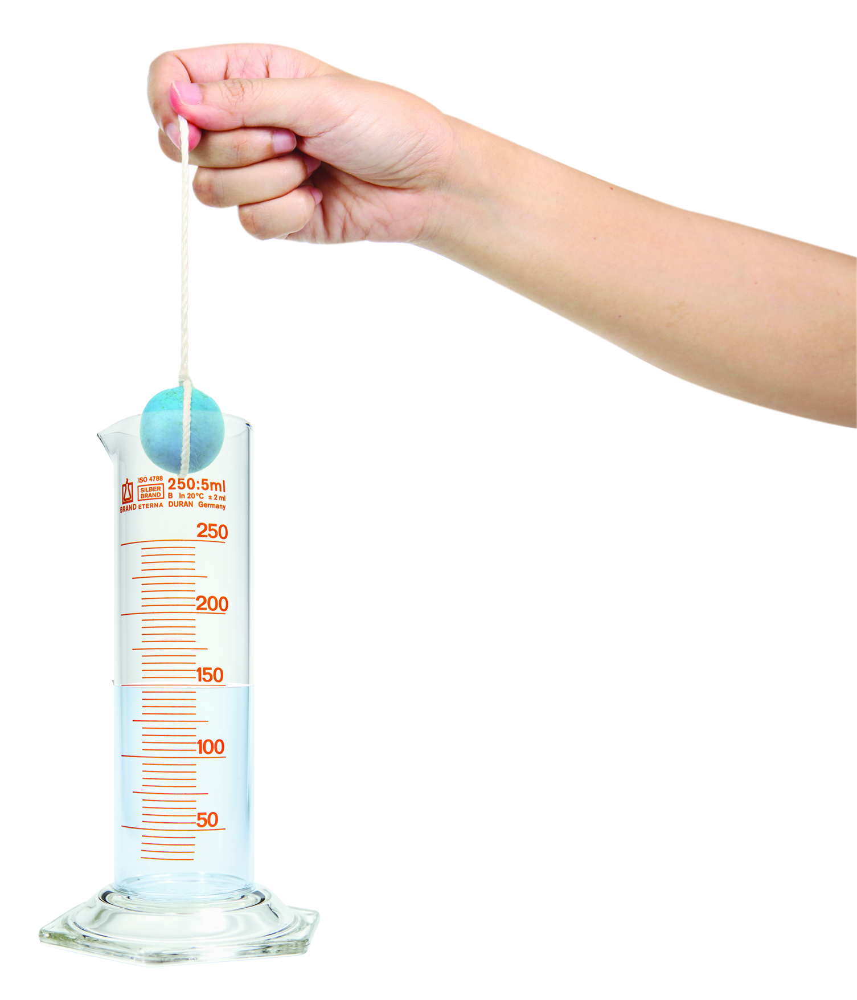 ISO 4788
SILBER
BRAND
250:5ml
B In 20°C ± 2 ml
BRAND ETERNA DURAN Germany
250
200
150
100
50